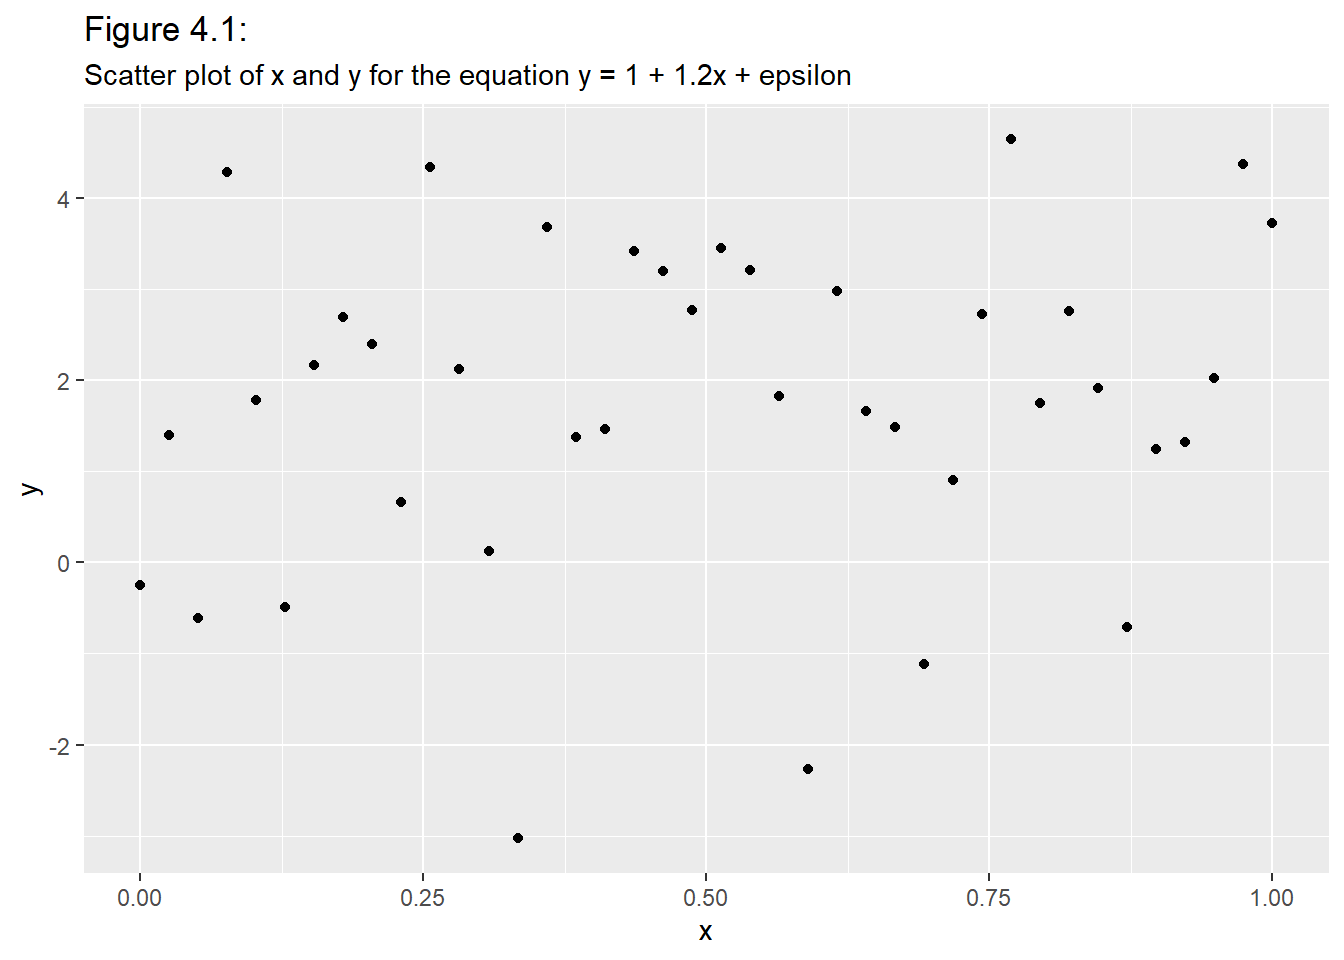 Figure 4.1:
Scatter plot of x and y for the equation y = 1 + 1.2x + epsilon
4
2
0
-2
y
0.00 0.25 0.50 0.75 1.00
x